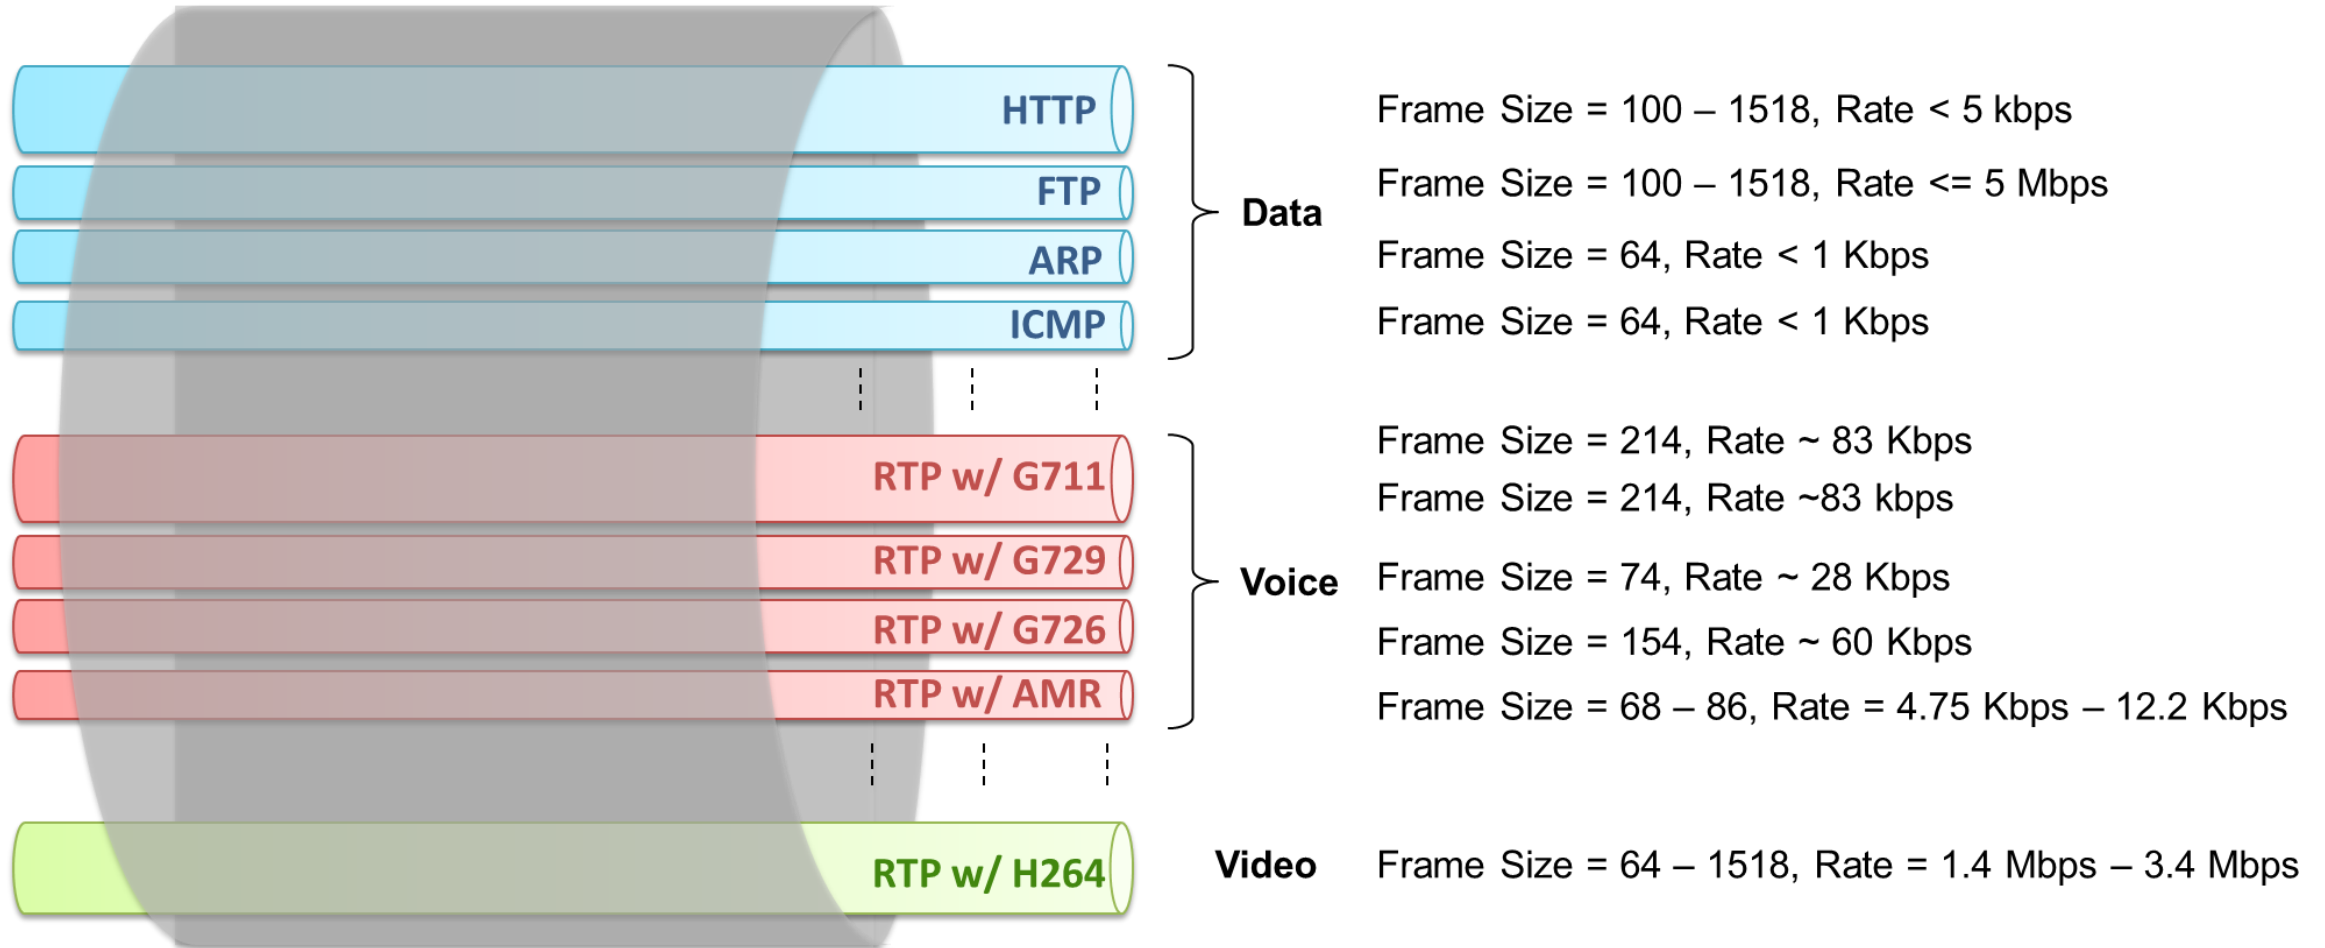 HTTP
Frame Size = 100 – 1518, Rate < 5 kbps
FTP
Frame Size = 100 – 1518, Rate <= 5 Mbps
Data
ARP
Frame Size = 64, Rate < 1 Kbps
ICMP
Frame Size = 64, Rate < 1 Kbps
RTP w/ G711
Frame Size = 214, Rate ~ 83 Kbps
Frame Size = 214, Rate ~83 kbps
RTP w/ G729
Voice
Frame Size = 74, Rate ~ 28 Kbps
RTP w/ G726
Frame Size = 154, Rate ~ 60 Kbps
RTP w/ AMR
Frame Size = 68 – 86, Rate = 4.75 Kbps – 12.2 Kbps
RTP w/ H264
Video
Frame Size = 64 – 1518, Rate = 1.4 Mbps – 3.4 Mbps